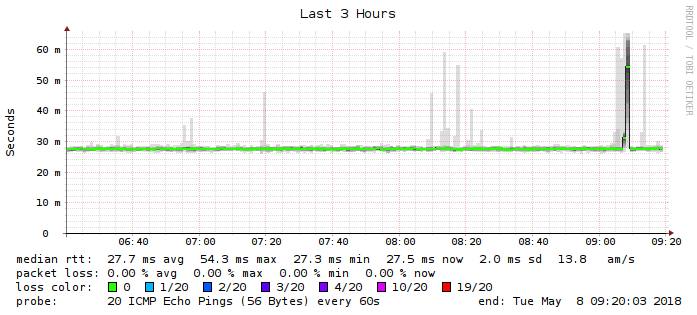 Last 3 Hours
RRDTOOL / TOBI OETIKER
Seconds
60 m
50 m
40 m
30 m
20 m
10 m
0
06:40 07:00 07:20 07:40 08:00 08:20 08:40 09:00 09:20
median rtt: 27.7 ms avg 54.3 ms max 27.3 ms min 27.5 ms now 2.0 ms sd 13.8 am/s
packet loss: 0.00 % avg 0.00 % max 0.00 % min 0.00 % now
loss color: 0 1/20 2/20 3/20 4/20 10/20 19/20
probe: 20 ICMP Echo Pings (56 Bytes) every 60s end: Tue May 8 09:20:03 2018